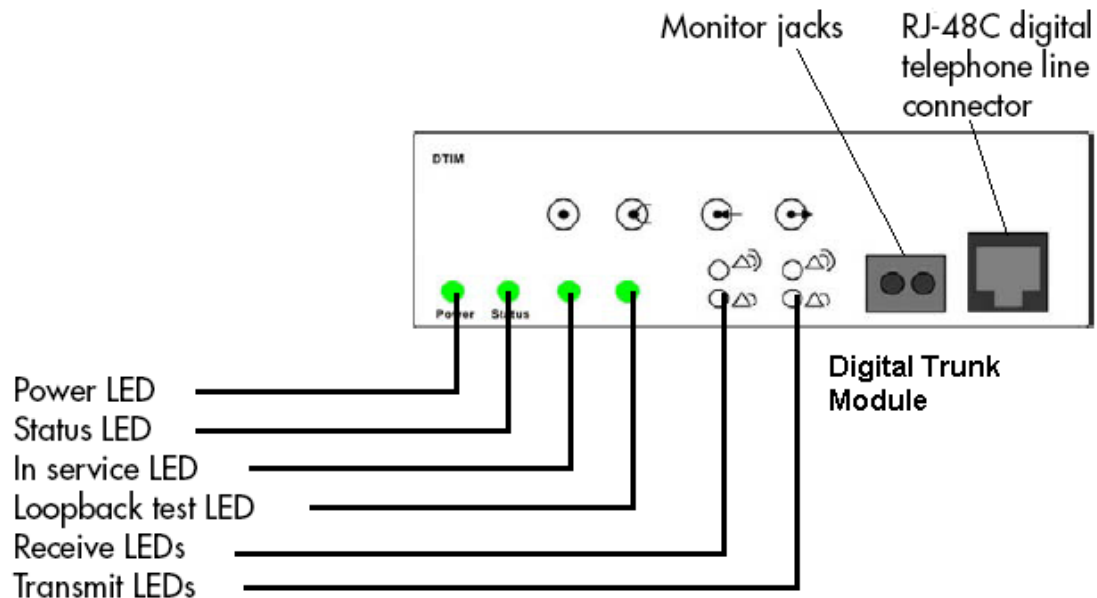 Monitor jacks
RJ-48C digital
telephone line
connector
DTIM
Power Status
Digital Trunk
Module
Power LED
Status LED
In service LED
Loopback test LED
Receive LEDs
Transmit LEDs